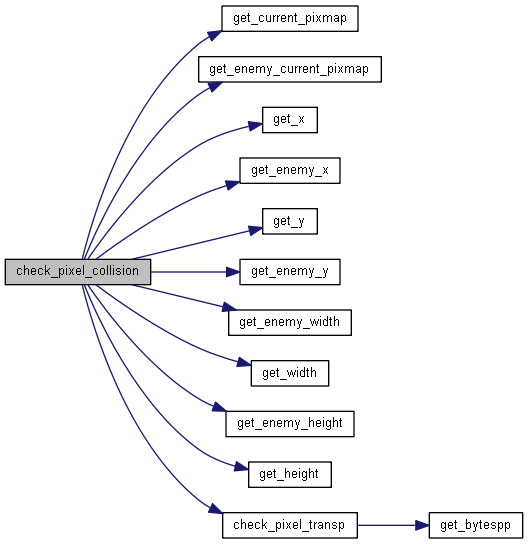 get_current_pixmap
get_enemy_current_pixmap
get_x
get_enemy_x
get_y
check_pixel_collision
get_enemy_y
get_enemy_width
get_width
get_enemy_height
get_height
check_pixel_transp
get_bytespp